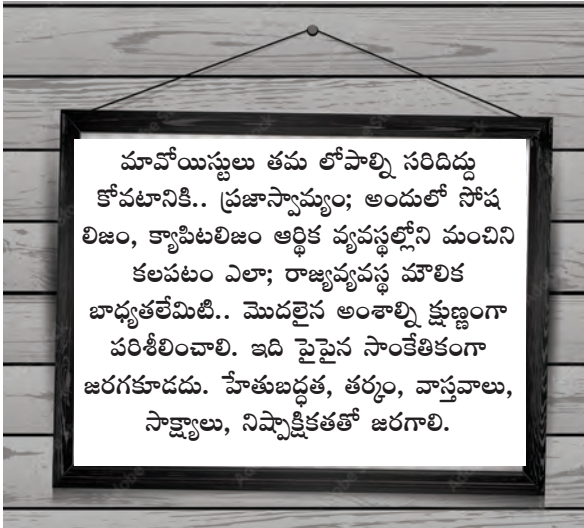 మావోయిస్టులు తమ లోపాల్ని సరిదిద్దు
కోవటానికి.. ప్రజాస్వామ్యం; అందులో సోష
లిజం, క్యాపిటలిజం ఆర్థిక వ్యవస్థల్లోని మంచిని
కలపటం ఎలా; రాజ్యవ్యవస్థ మౌలిక
బాధ్యతలేమిటి.. మొదలైన అంశాల్ని క్షుణ్ణంగా
పరిశీలించాలి. ఇది పైపైన సాంకేతికంగా
జరగకూడదు. హేతుబద్ధత, తర్కం, వాస్తవాలు,
సాక్ష్యాలు, నిష్పాక్షికతతో జరగాలి.